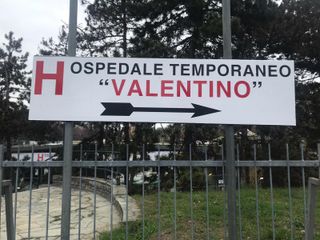 H OSPEDALE TEMPORANEO
"VALENTINO"
H